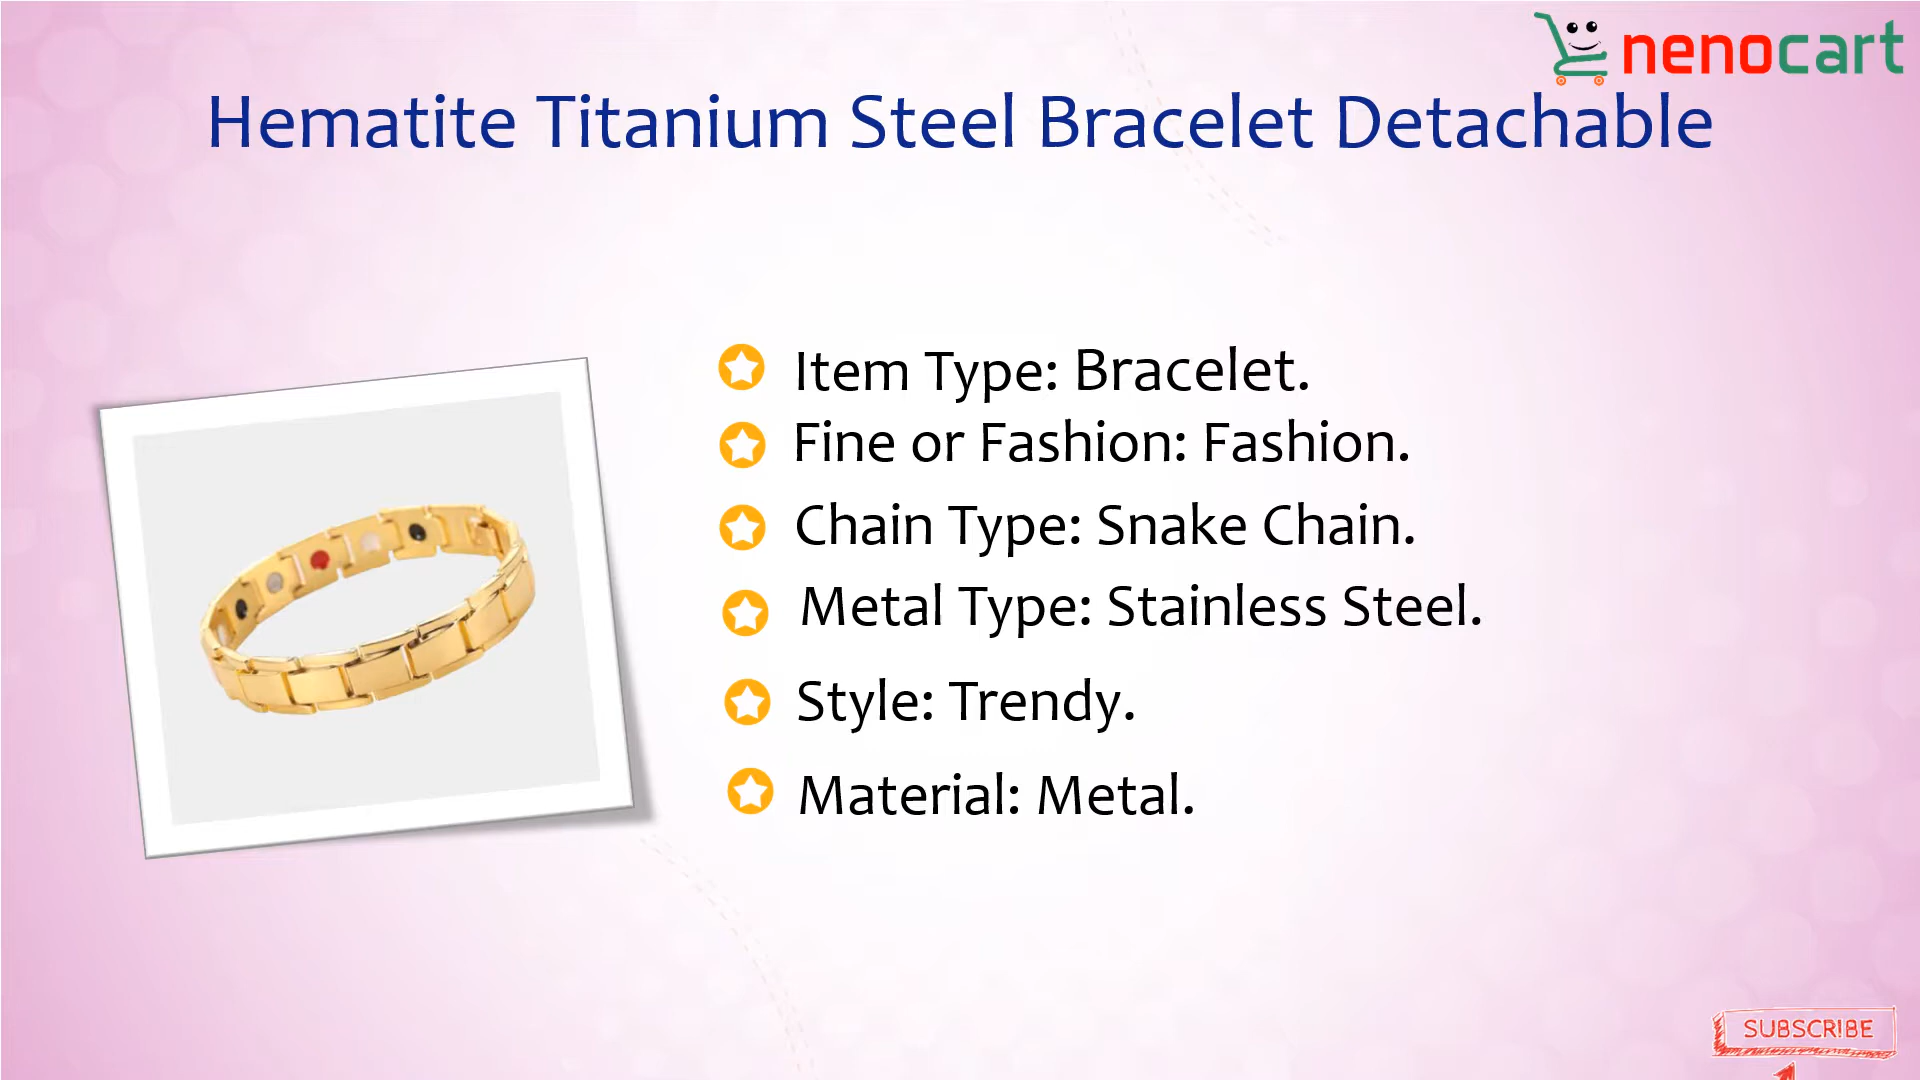 nenocart
Hematite Titanium Steel Bracelet Detachable
Item Type: Bracelet.
Fine or Fashion: Fashion.
Chain Type: Snake Chain.
Metal Type: Stainless Steel.
Style: Trendy.
Material: Metal.
SUBSCRIBE